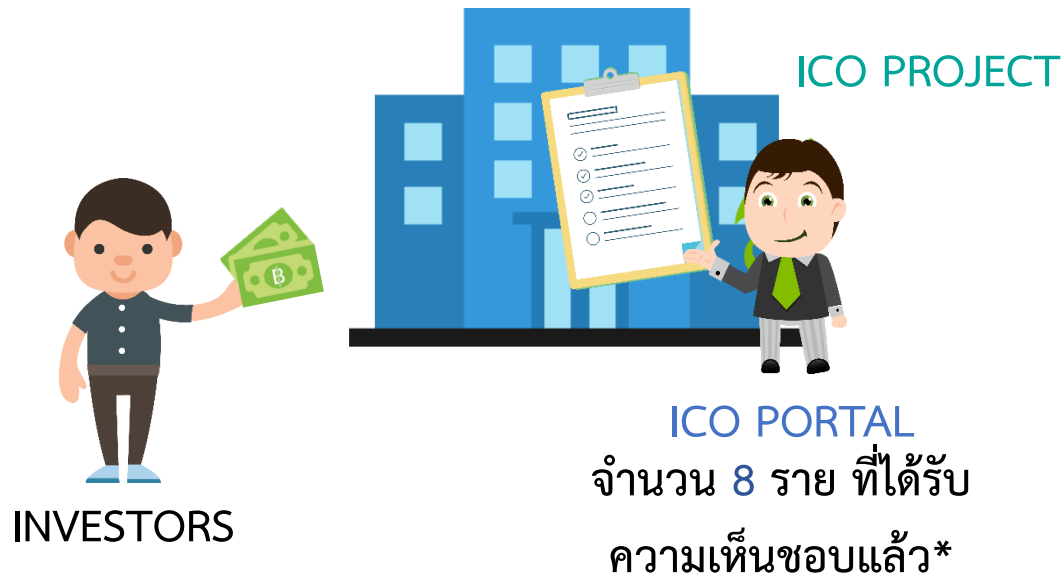 ICO PROJECT
฿
ICO PORTAL
จำนวน 8 ราย ที่ได้รับ
ความเห็นชอบแล้ว*
INVESTORS